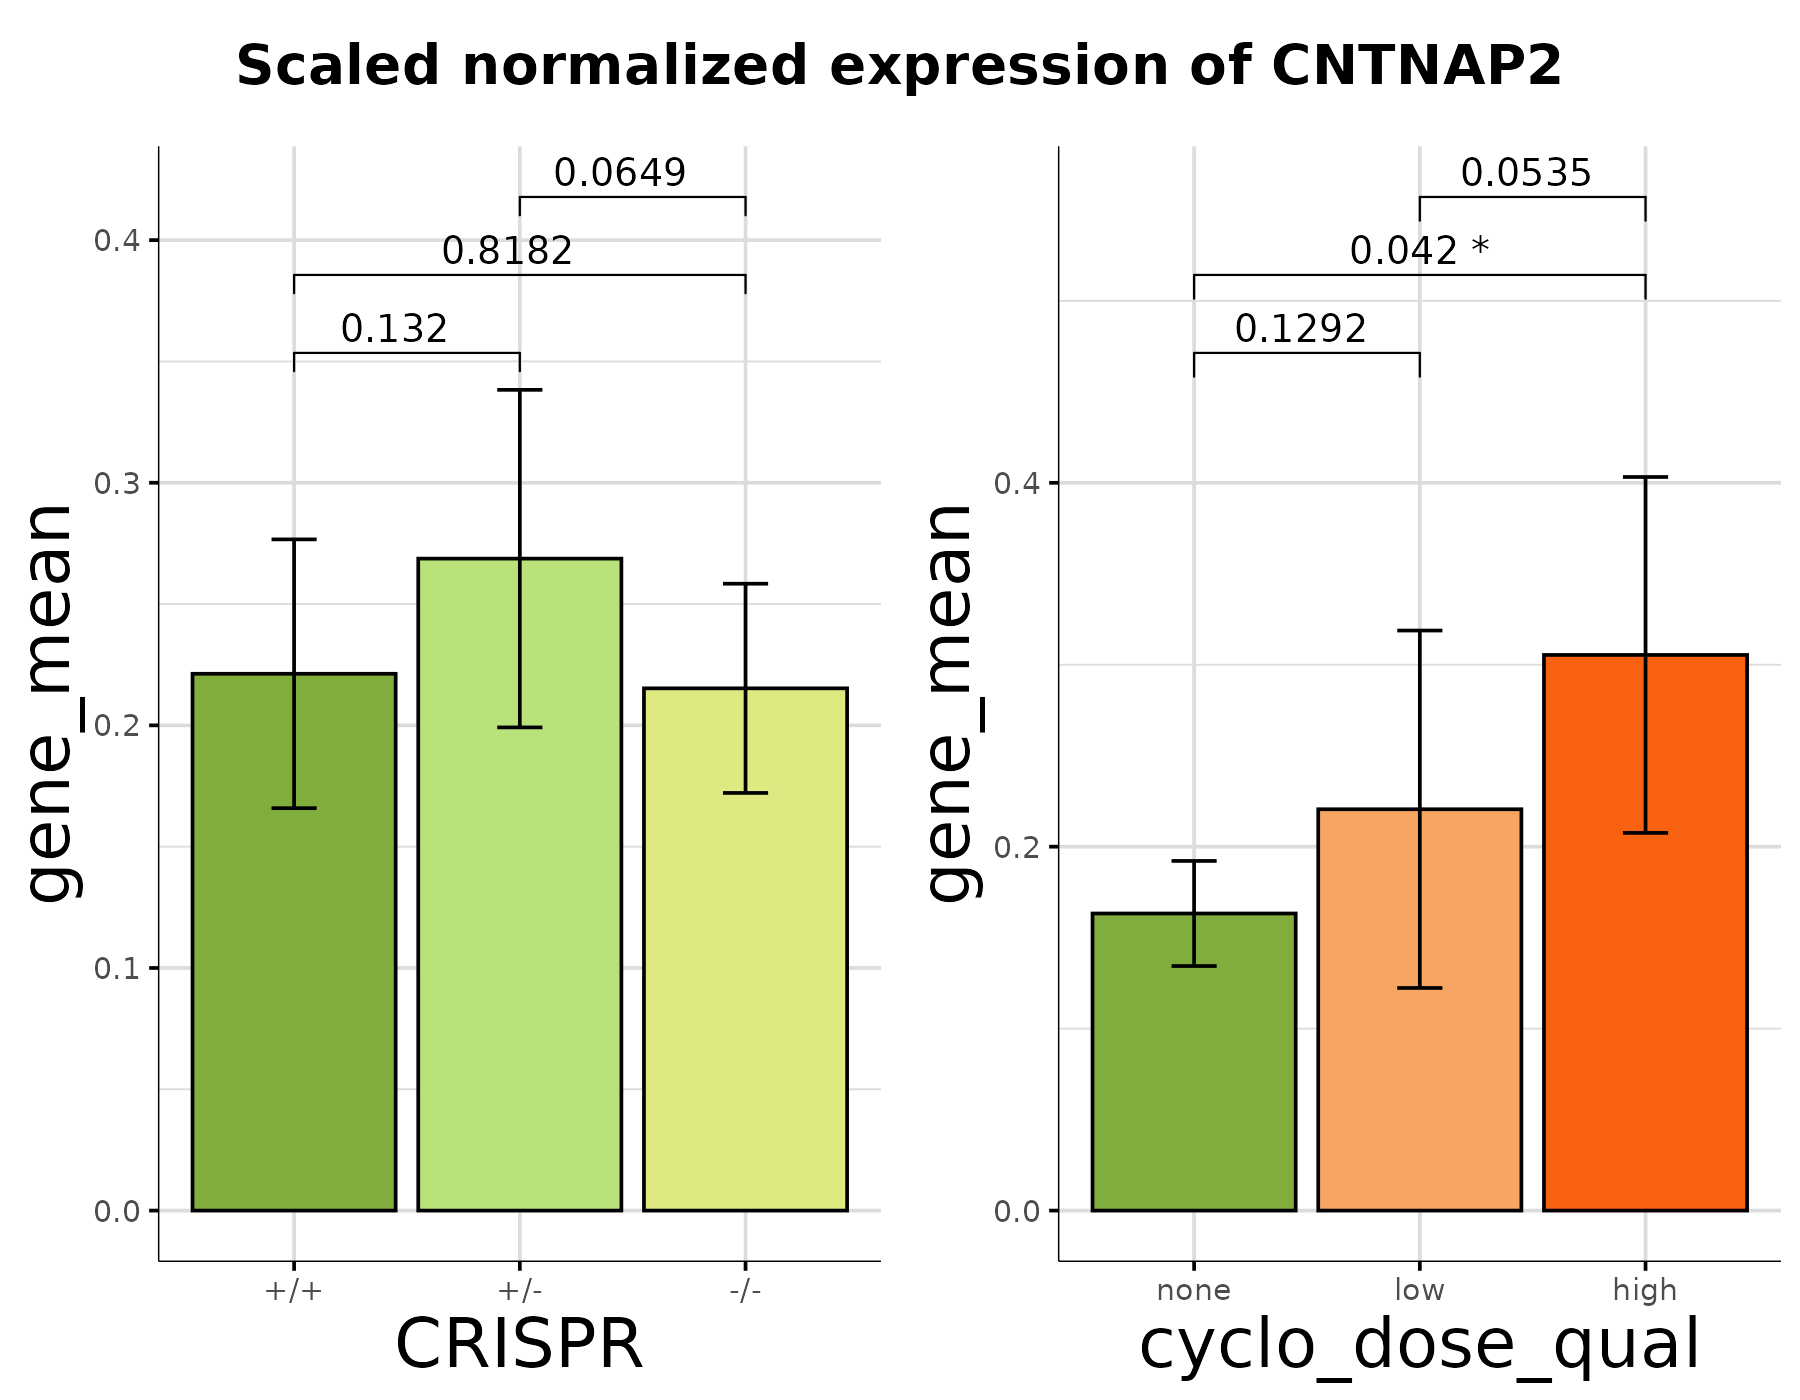 Scaled normalized expression of CNTNAP2
gene_mean
0.4
0.3
0.2
0.1
0.0
0.0649
0.8182
0.132
+/+
+/-
-/-
CRISPR
gene_mean
0.4
0.2
0.0
0.0535
0.042 *
0.1292
none
low
high
cyclo_dose_qual